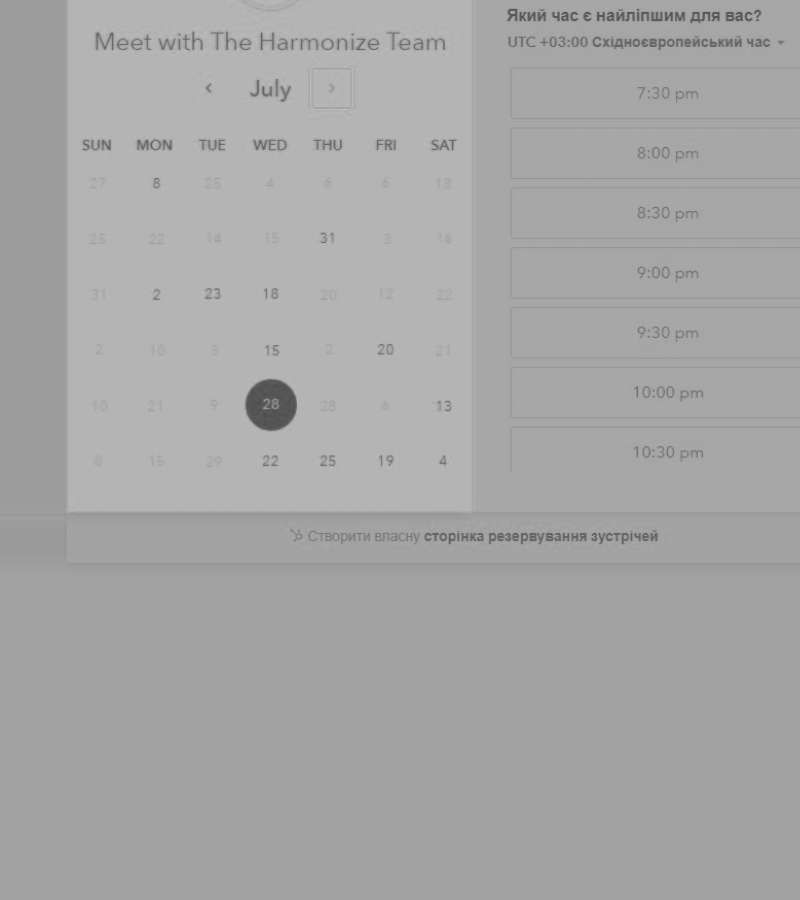 Meet with The Harmonize Team
July
SUN MON TUE WED THU FRI SAT
27 8 25 4 6 6 18
25 22 14 15 31 3 16
31 2 23 18 20 12 22
2 10 3 15 2 20 21
10 21 9 28 28 6 13
8 15 29 22 25 19 4
Який час є найліпшим для вас?
UTC +03:00 Східноєвропейський час
7:30 pm
8:00 pm
8:30 pm
9:00 pm
9:30 pm
10:00 pm
10:30 pm
Створити власну сторінка резервування зустрічей